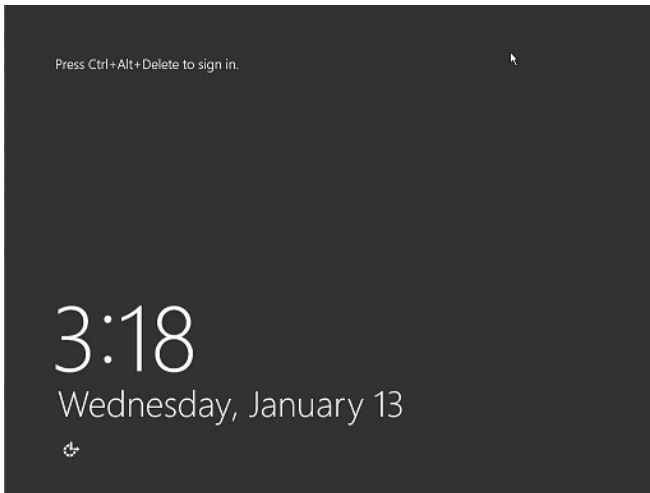 Press Ctrl+Alt+Delete to sign in.
3:18
Wednesday, January 13